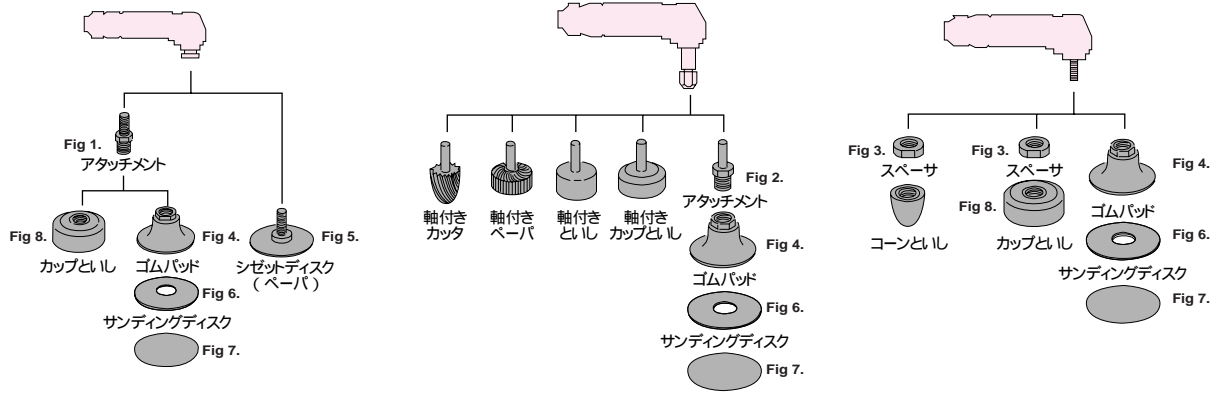 Fig 1.
アタッチメント
Fig 8.
カップといし
Fig 4.
ゴムパッド
Fig 5.
シゼットディスク
(ペーパ)
Fig 6.
サンディングディスク
Fig 7.
軸付き
カッタ
軸付き
ペーパ
軸付き
といし
軸付き
カップといし
Fig 2.
アタッチメント
Fig 4.
ゴムパッド
Fig 6.
サンディングディスク
Fig 7.
Fig 3.
スペーサ
コーンといし
Fig 3.
スペーサ
Fig 8.
カップといし
Fig 4.
ゴムパッド
Fig 6.
サンディングディスク
Fig 7.